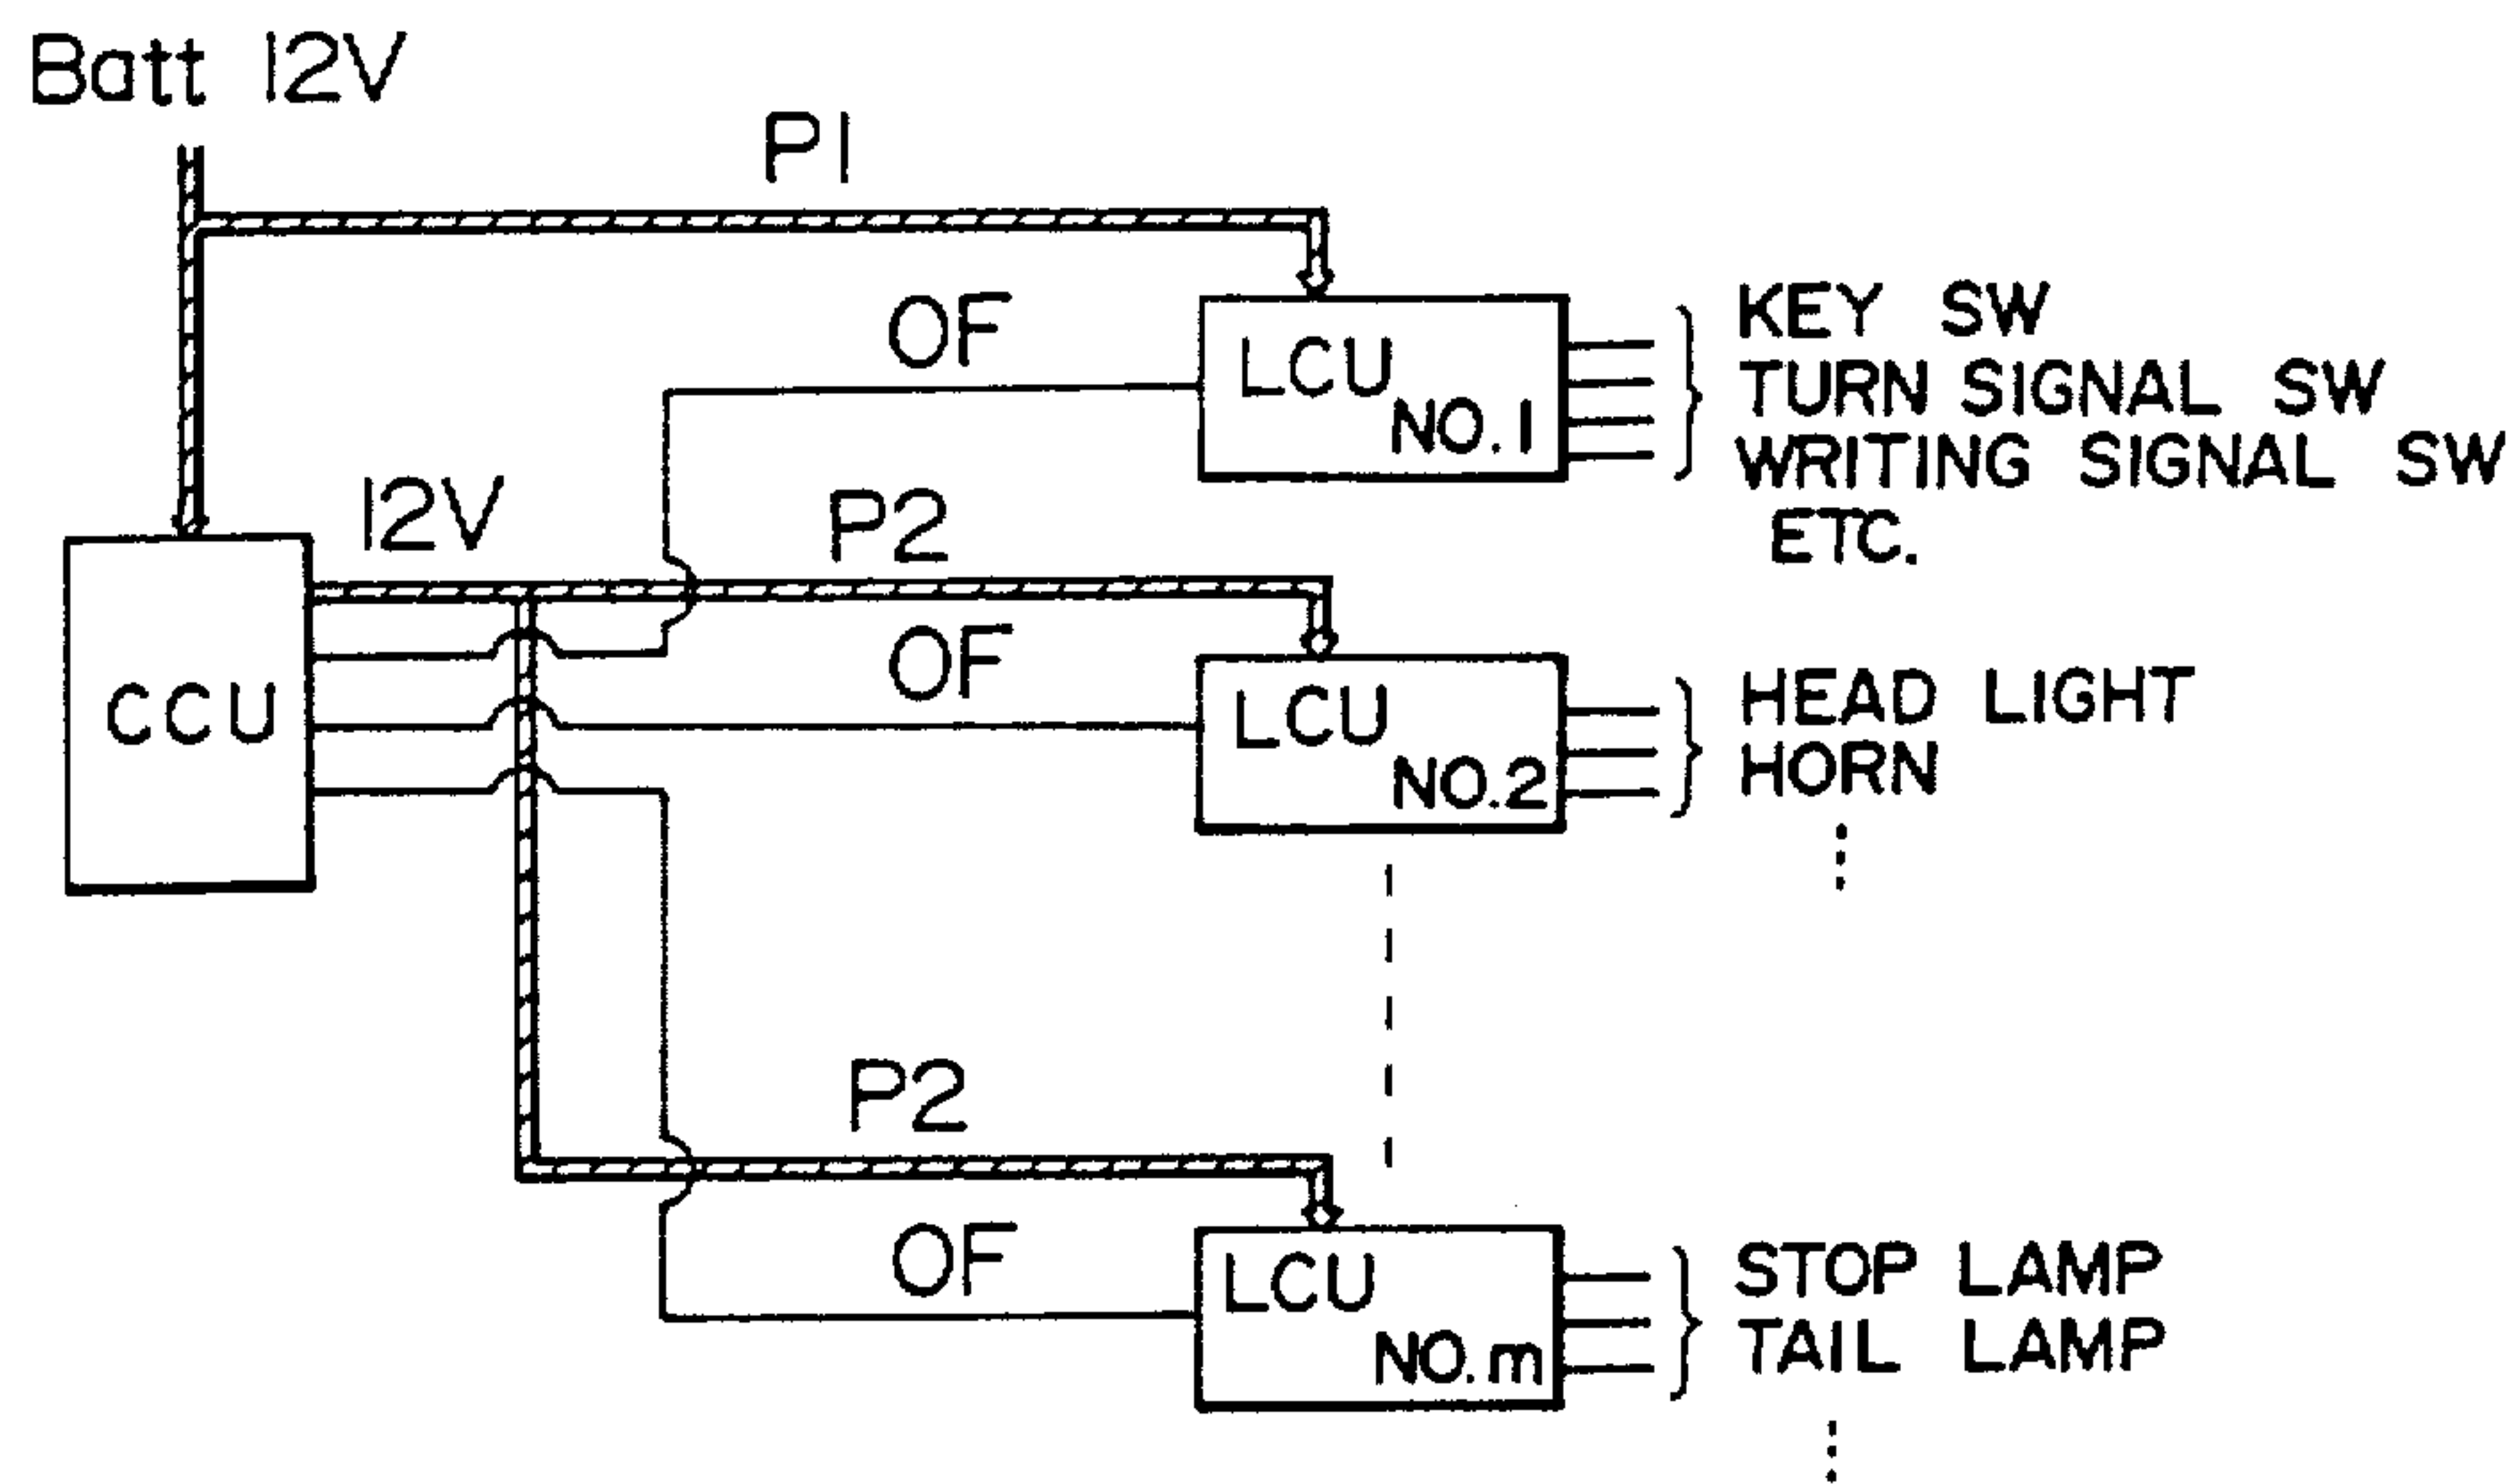 Batt 12V
P1
OF
LCU
NO.1
KEY SW
TURN SIGNAL SW
WRITING SIGNAL SW
ETC.
12V
P2
OF
CCU
LCU
NO.2
HEAD LIGHT
HORN
P2
OF
LCU
NO.m
STOP LAMP
TAIL LAMP